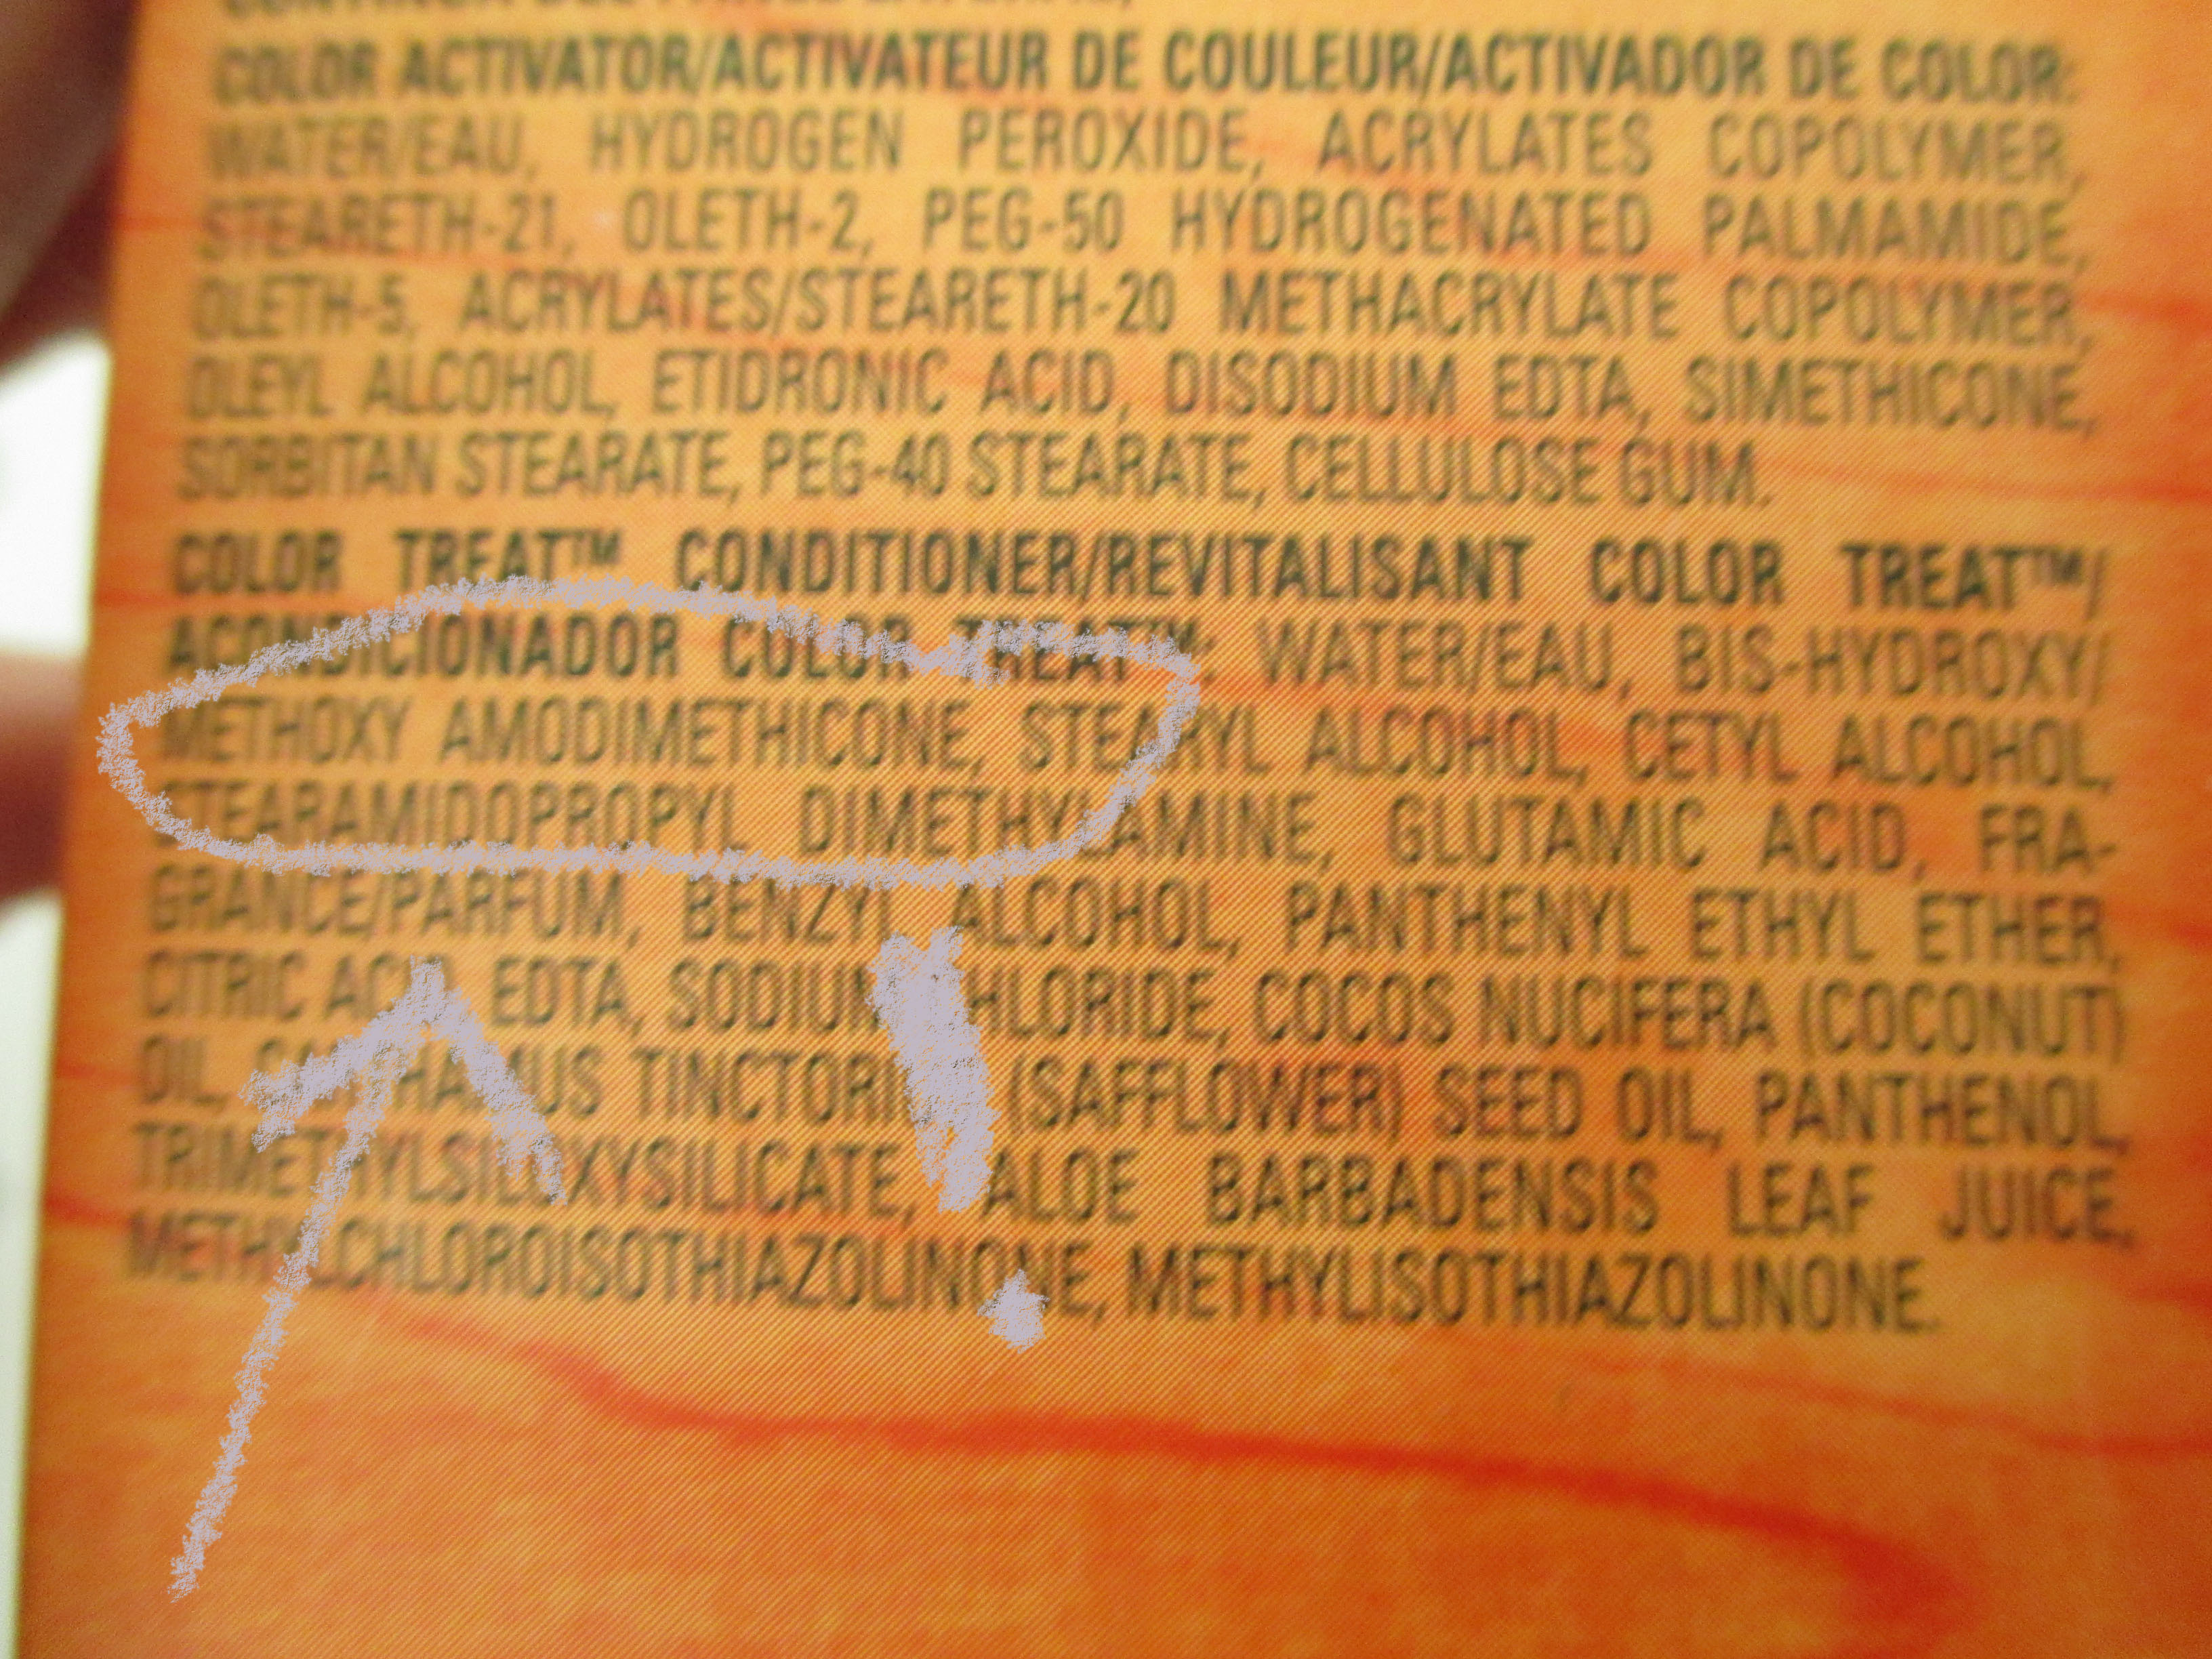 COLOR ACTIVATOR/ACTIVATEUR DE COULEUR/ACTIVADOR DE COLOR:
WATER/EAU, HYDROGEN PEROXIDE, ACRYLATES COPOLYMER,
STEARETH-21, OLETH-2, PEG-50 HYDROGENATED PALMAMIDE,
OLETH-5, ACRYLATES/STEARETH-20 METHACRYLATE COPOLYMER,
OLEYL ALCOHOL, ETIDRONIC ACID, DISODIUM EDTA, SIMETHICONE,
SORBITAN STEARATE, PEG-40 STEARATE, CELLULOSE GUM.
COLOR TREAT™ CONDITIONER/REVITALISANT COLOR TREAT™/
ACONDICIONADOR COLOR TREAT™: WATER/EAU, BIS-HYDROXY/
METHOXY AMODIMETHICONE, STEARYL ALCOHOL, CETYL ALCOHOL,
STEARAMIDOPROPYL DIMETHYLAMINE, GLUTAMIC ACID, FRA-
GRANCE/PARFUM, BENZYL ALCOHOL, PANTHENYL ETHYL ETHER,
CITRIC ACID, EDTA, SODIUM CHLORIDE, COCOS NUCIFERA (COCONUT)
OIL, CARTHAMUS TINCTORIUS (SAFFLOWER) SEED OIL, PANTHENOL,
TRIMETHYLSILOXYSILICATE, ALOE BARBADENSIS LEAF JUICE,
METHYLCHLOROISOTHIAZOLINONE, METHYLISOTHIAZOLINONE.
!